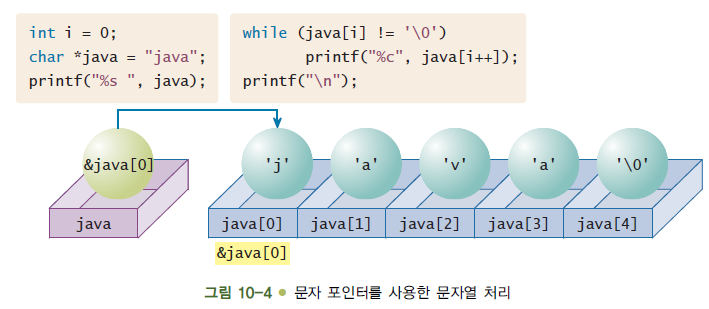 int i = 0;
char *java = "java";
printf("%s ", java);
while (java[i] != '\0')
printf("%c", java[i++]);
printf("\n");
&java[0]
'j'
'a'
'v'
'a'
'\0'
java
java[0]
java[1]
java[2]
java[3]
java[4]
&java[0]
그림 10-4 ● 문자 포인터를 사용한 문자열 처리